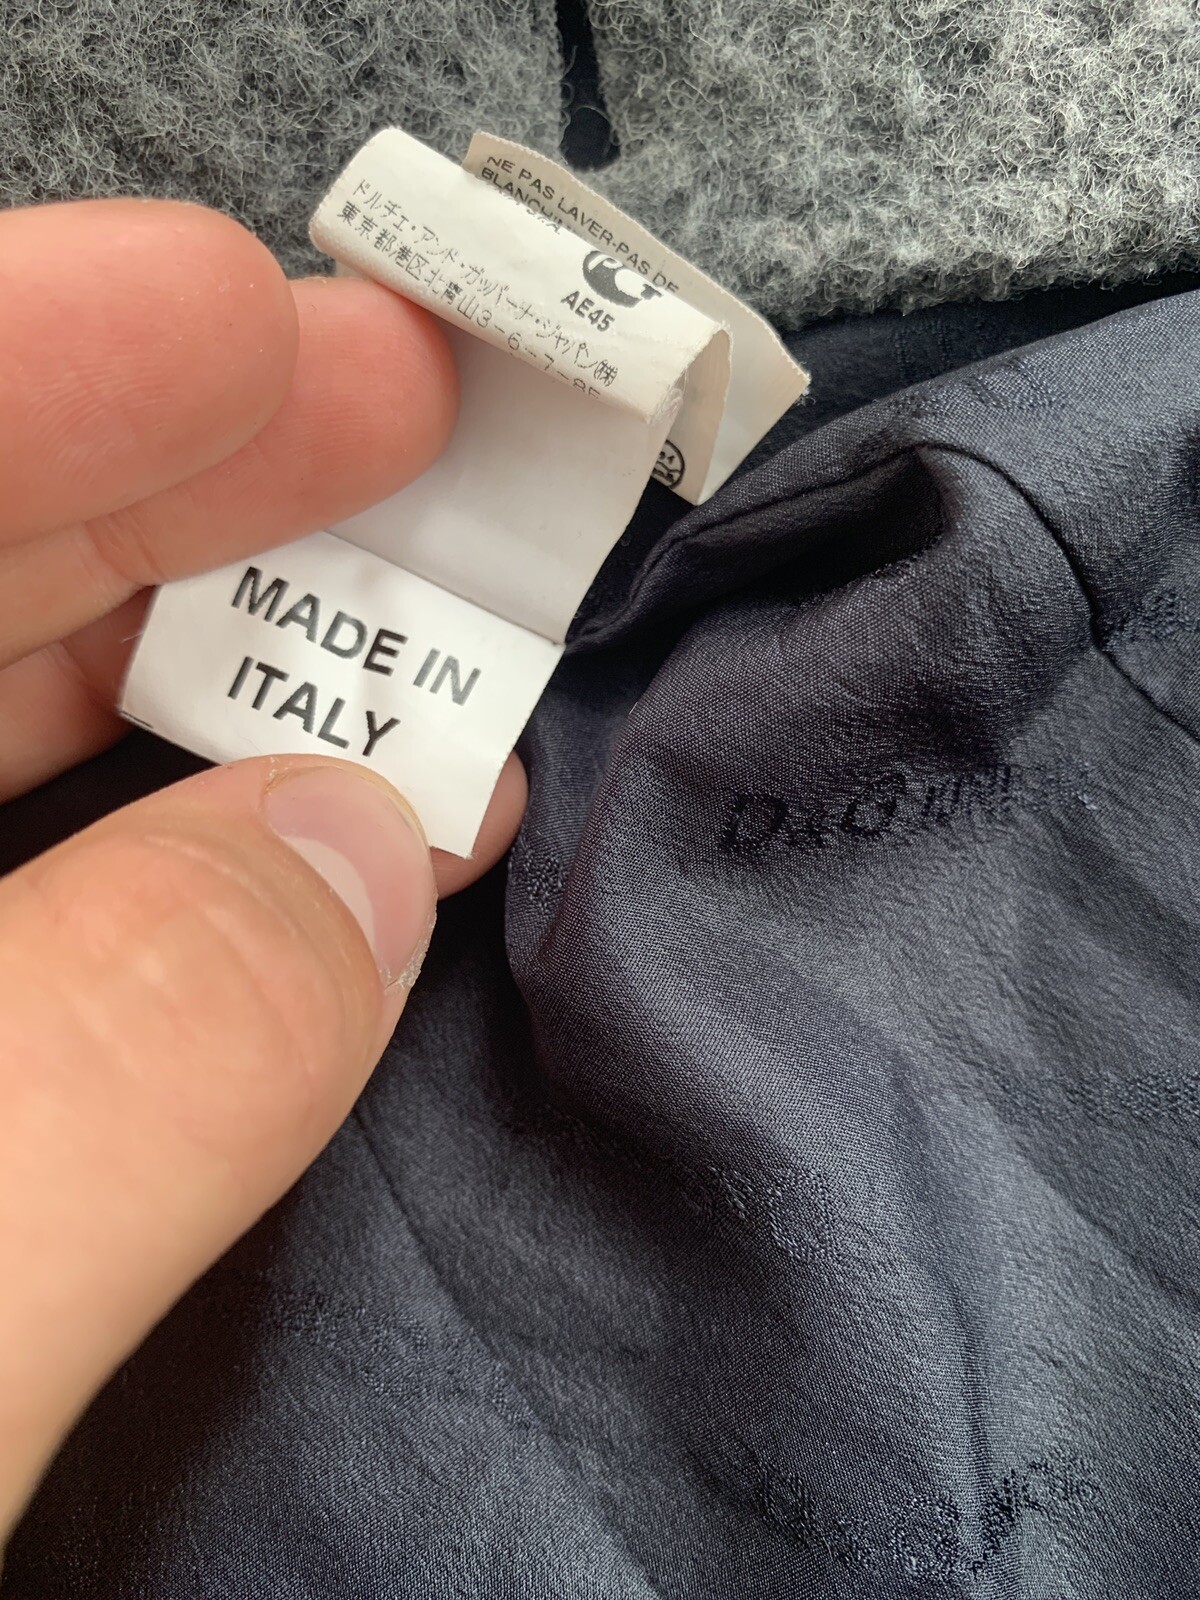 NE PAS LAVER-PAS DE
ドルチェ・アンド・ガッバーナ・ジャパン㈱
東京都港区北青山3-6-7-8F
AE45
MADE IN
ITALY
D&G